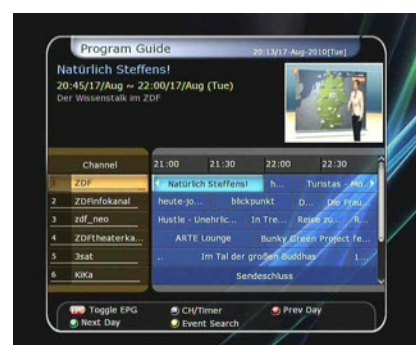 Program Guide
20:13/17-Aug-2010[Tue]
Natürlich Steffens!
20:45/17/Aug ~ 22:00/17/Aug (Tue)
Der Wissenstalk im ZDF
Channel 21:00 21:30 22:00 22:30
1 ZDF Natürlich Steffens! h... Turistas - Mo...
2 ZDFinfokanal heute-jo... blickpunkt D... Die Frau...
3 zdf_neo Hustle - Unehrlic... In Tre... Reise zu... R...
4 ZDFtheaterka... ARTE Lounge Bunky Green Project fe...
5 3sat .. Im Tal der großen Buddhas 1...
6 KiKa Sendeschluss
Toggle EPG CH/Timer Prev Day
Next Day Event Search